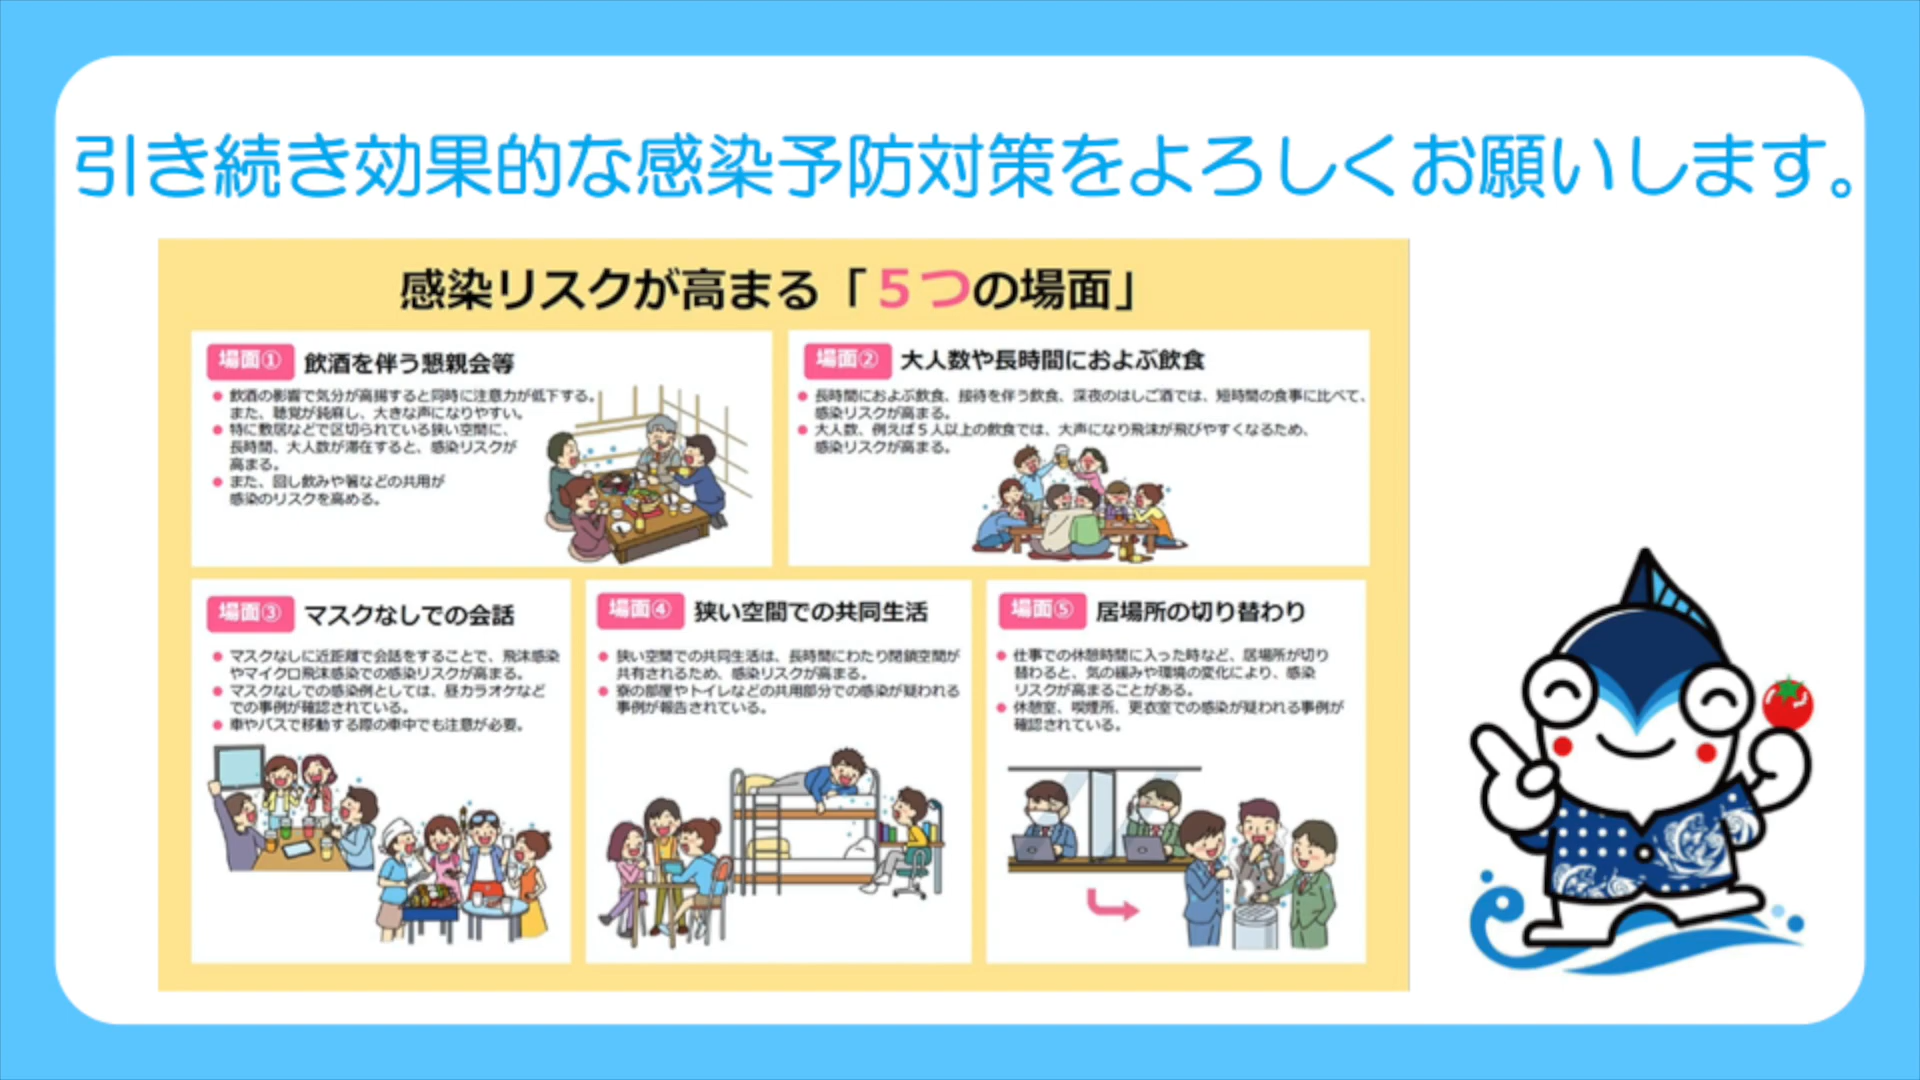 引き続き効果的な感染予防対策をよろしくお願いします。
感染リスクが高まる「５つの場面」
場面① 飲酒を伴う懇親会等
● 飲酒の影響で気分が高揚すると同時に注意力が低下する。
また、聴覚が鈍麻し、大きな声になりやすい。
● 特に敷居などで区切られている狭い空間に、
長時間、大人数が滞在すると、感染リスクが
高まる。
● また、回し飲みや箸などの共用が
感染のリスクを高める。
場面② 大人数や長時間におよぶ飲食
● 長時間におよぶ飲食、接待を伴う飲食、深夜のはしご酒では、短時間の食事に比べて、
感染リスクが高まる。
● 大人数、例えば５人以上の飲食では、大声になり飛沫が飛びやすくなるため、
感染リスクが高まる。
場面③ マスクなしでの会話
● マスクなしに近距離で会話をすることで、飛沫感染
やマイクロ飛沫感染での感染リスクが高まる。
● マスクなしでの感染例としては、昼カラオケなど
での事例が確認されている。
● 車やバスで移動する際の車中でも注意が必要。
場面④ 狭い空間での共同生活
● 狭い空間での共同生活は、長時間にわたり閉鎖空間が
共有されるため、感染リスクが高まる。
● 寮の部屋やトイレなどの共用部分での感染が疑われる
事例が報告されている。
場面⑤ 居場所の切り替わり
● 仕事での休憩時間に入った時など、居場所が切り
替わると、気の緩みや環境の変化により、感染
リスクが高まることがある。
● 休憩室、喫煙所、更衣室での感染が疑われる事例が
確認されている。